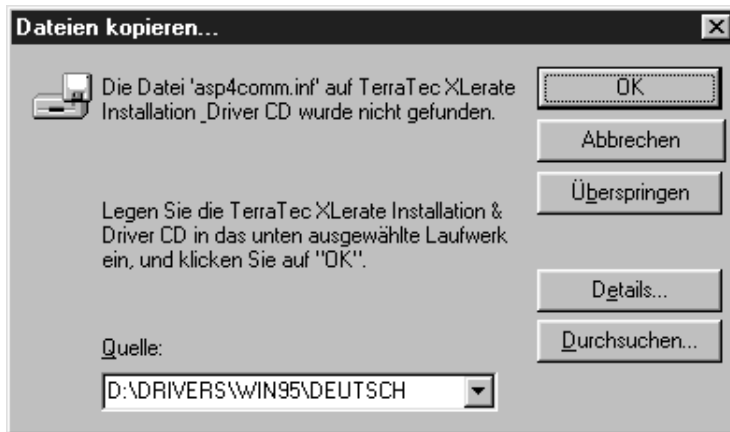 Dateien kopieren...
Die Datei 'asp4comm.inf' auf TerraTec XLerate
Installation _Driver CD wurde nicht gefunden.
OK
Abbrechen
Überspringen
Legen Sie die TerraTec XLerate Installation &
Driver CD in das unten ausgewählte Laufwerk
ein, und klicken Sie auf "OK".
Details...
Durchsuchen...
Quelle:
D:\DRIVERS\WIN95\DEUTSCH